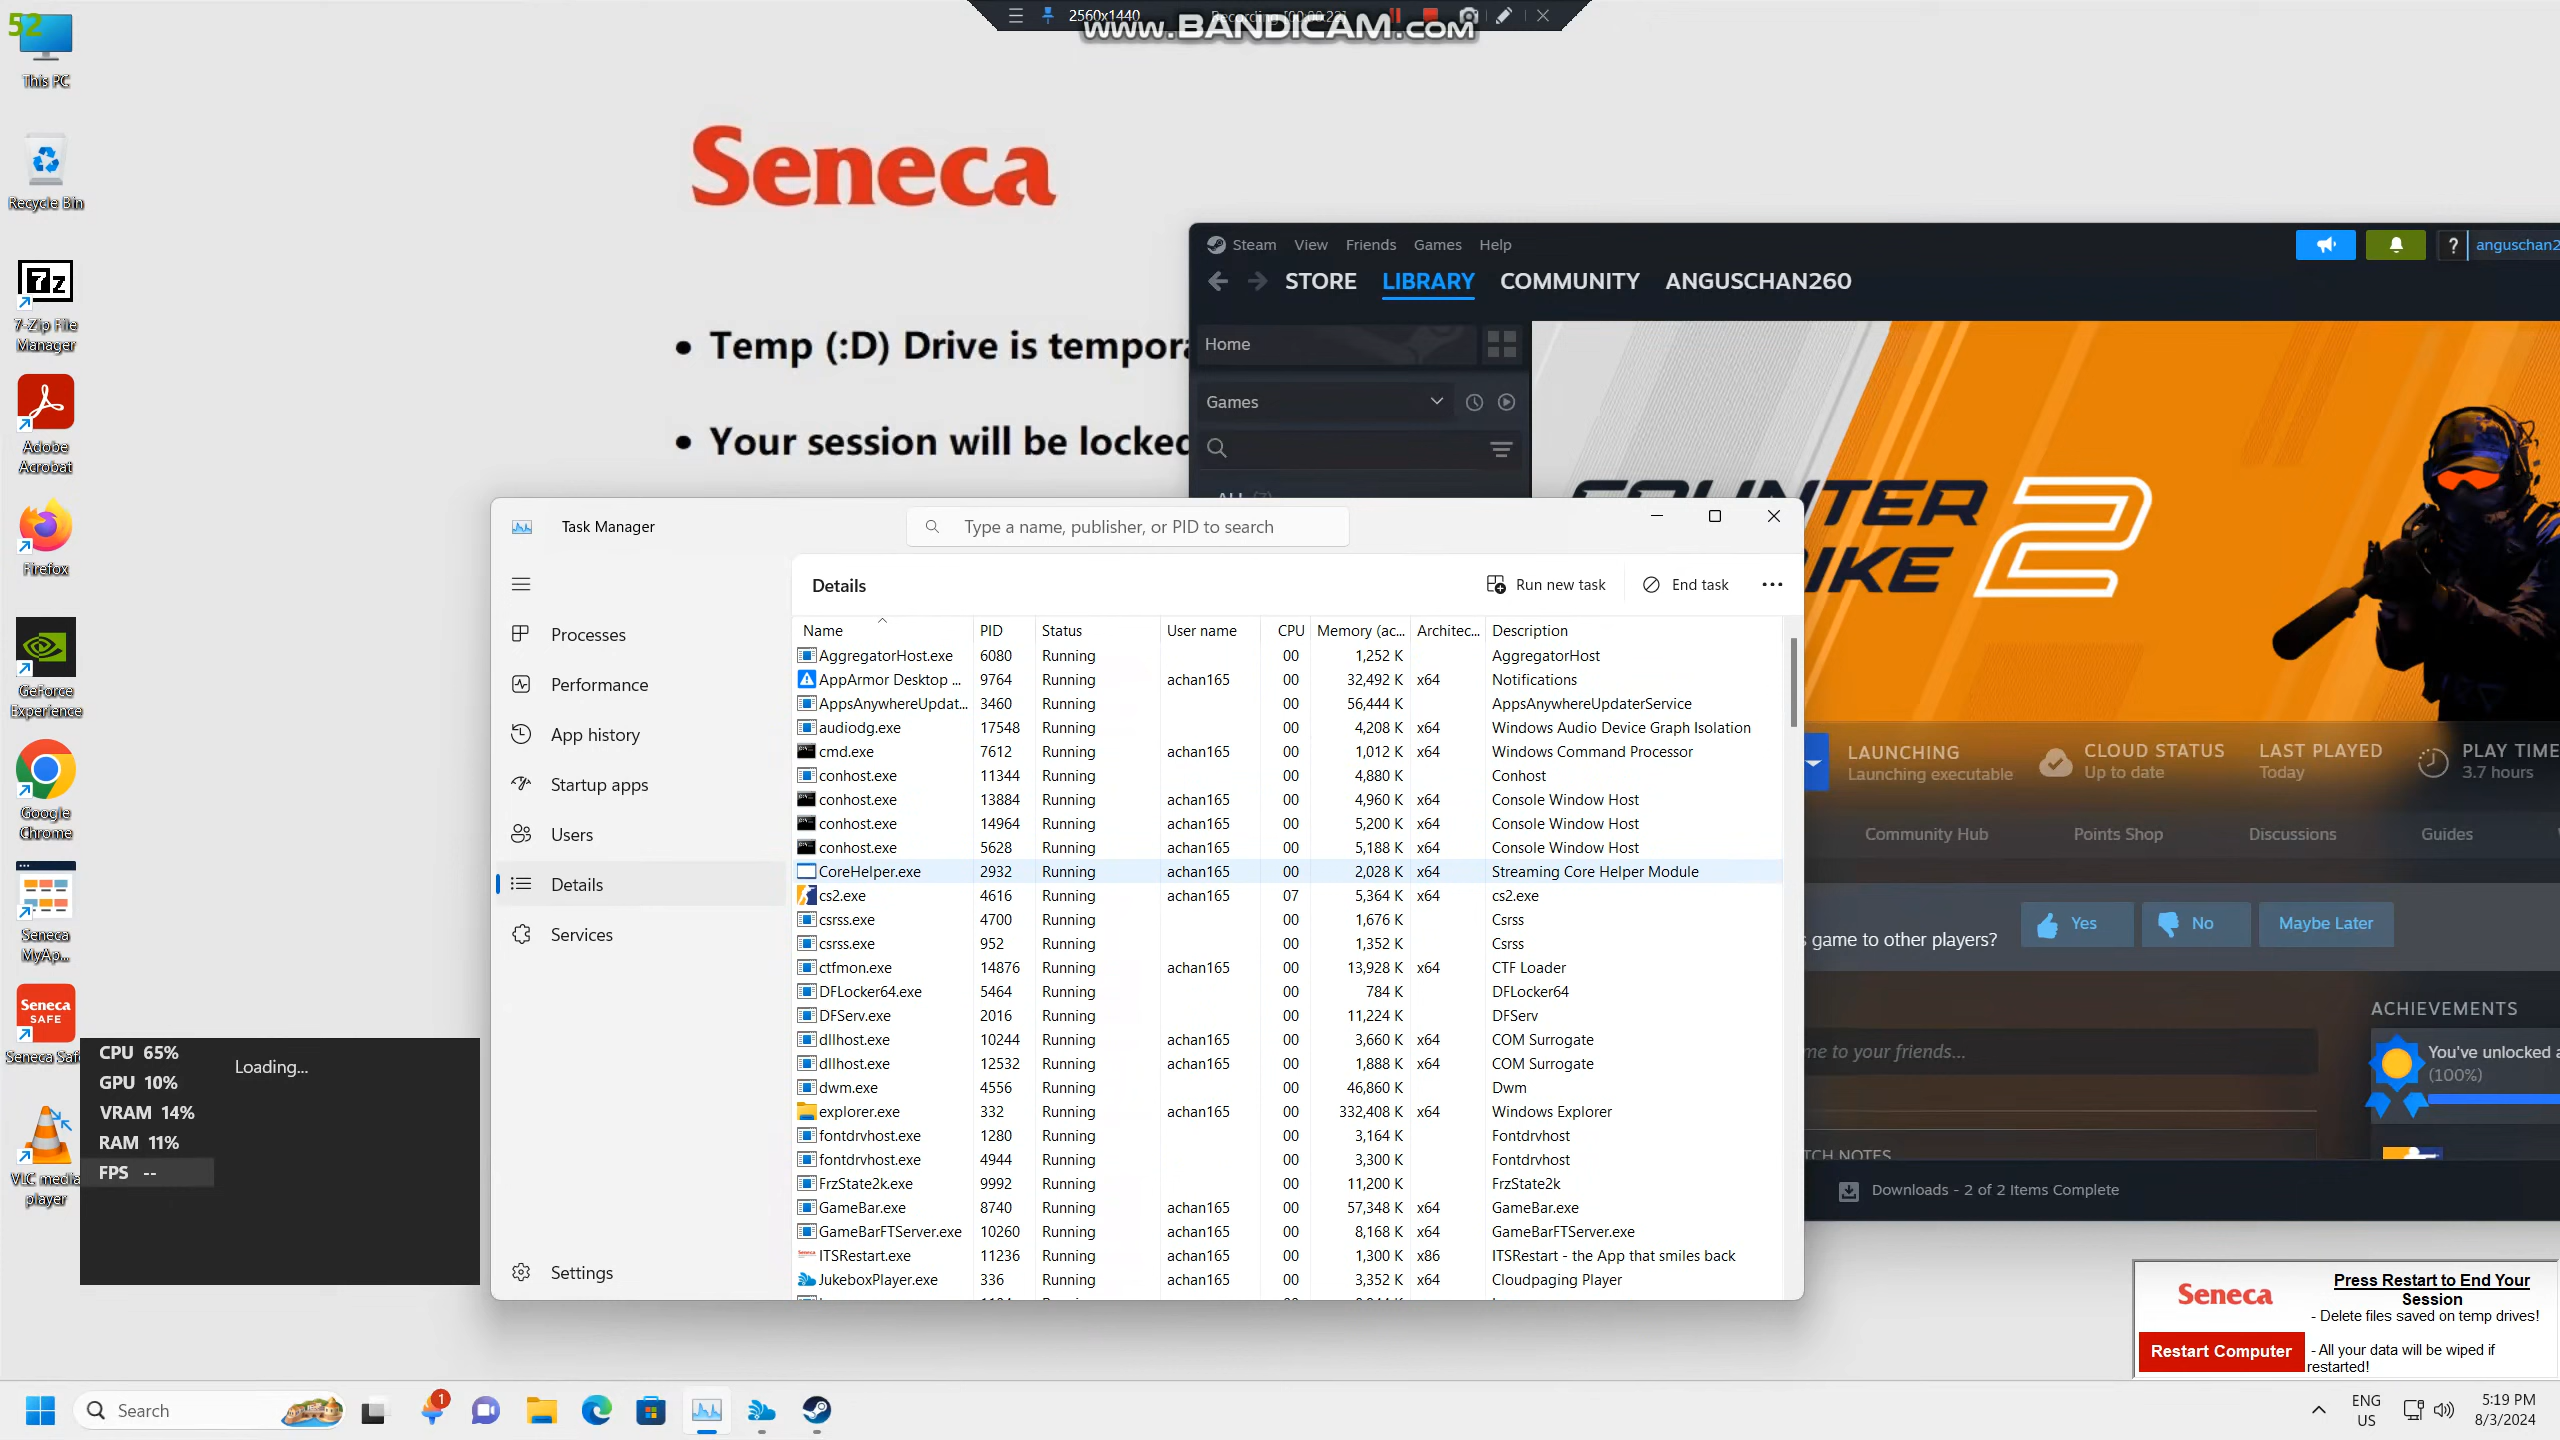 52
2560x1440
Recording [00:00:22]
www.BANDICAM.com
This PC
Recycle Bin
7-Zip File
Manager
Adobe
Acrobat
Firefox
GeForce
Experience
Google
Chrome
Seneca
MyAp...
Seneca
SAFE
Seneca Saf
VLC media
player
Seneca
• Temp (:D) Drive is tempora
• Your session will be locked
Steam View Friends Games Help
? anguschan2
STORE LIBRARY COMMUNITY ANGUSCHAN260
Home
Games
COUNTER
STRIKE 2
LAUNCHING
Launching executable
CLOUD STATUS
Up to date
LAST PLAYED
Today
PLAY TIME
3.7 hours
Community Hub Points Shop Discussions Guides
game to other players?
Yes No Maybe Later
me to your friends...
ACHIEVEMENTS
You've unlocked a
(100%)
TCH NOTES
Downloads - 2 of 2 Items Complete
Task Manager
Type a name, publisher, or PID to search
Details
Run new task
End task
Processes
Performance
App history
Startup apps
Users
Details
Services
Settings
Name PID Status User name CPU Memory (ac... Architec... Description
AggregatorHost.exe 6080 Running 00 1,252 K AggregatorHost
AppArmor Desktop ... 9764 Running achan165 00 32,492 K x64 Notifications
AppsAnywhereUpdat... 3460 Running 00 56,444 K AppsAnywhereUpdaterService
audiodg.exe 17548 Running 00 4,208 K x64 Windows Audio Device Graph Isolation
cmd.exe 7612 Running achan165 00 1,012 K x64 Windows Command Processor
conhost.exe 11344 Running 00 4,880 K Conhost
conhost.exe 13884 Running achan165 00 4,960 K x64 Console Window Host
conhost.exe 14964 Running achan165 00 5,200 K x64 Console Window Host
conhost.exe 5628 Running achan165 00 5,188 K x64 Console Window Host
CoreHelper.exe 2932 Running achan165 00 2,028 K x64 Streaming Core Helper Module
cs2.exe 4616 Running achan165 07 5,364 K x64 cs2.exe
csrss.exe 4700 Running 00 1,676 K Csrss
csrss.exe 952 Running 00 1,352 K Csrss
ctfmon.exe 14876 Running achan165 00 13,928 K x64 CTF Loader
DFLocker64.exe 5464 Running 00 784 K DFLocker64
DFServ.exe 2016 Running 00 11,224 K DFServ
dllhost.exe 10244 Running achan165 00 3,660 K x64 COM Surrogate
dllhost.exe 12532 Running achan165 00 1,888 K x64 COM Surrogate
dwm.exe 4556 Running 00 46,860 K Dwm
explorer.exe 332 Running achan165 00 332,408 K x64 Windows Explorer
fontdrvhost.exe 1280 Running 00 3,164 K Fontdrvhost
fontdrvhost.exe 4944 Running 00 3,300 K Fontdrvhost
FrzState2k.exe 9992 Running 00 11,200 K FrzState2k
GameBar.exe 8740 Running achan165 00 57,348 K x64 GameBar.exe
GameBarFTServer.exe 10260 Running achan165 00 8,168 K x64 GameBarFTServer.exe
ITSRestart.exe 11236 Running achan165 00 1,300 K x86 ITSRestart - the App that smiles back
JukeboxPlayer.exe 336 Running achan165 00 3,352 K x64 Cloudpaging Player
CPU 65%
GPU 10%
VRAM 14%
RAM 11%
FPS --
Loading...
Seneca
Restart Computer
Press Restart to End Your
Session
- Delete files saved on temp drives!
- All your data will be wiped if
restarted!
Search
1
ENG
US
5:19 PM
8/3/2024